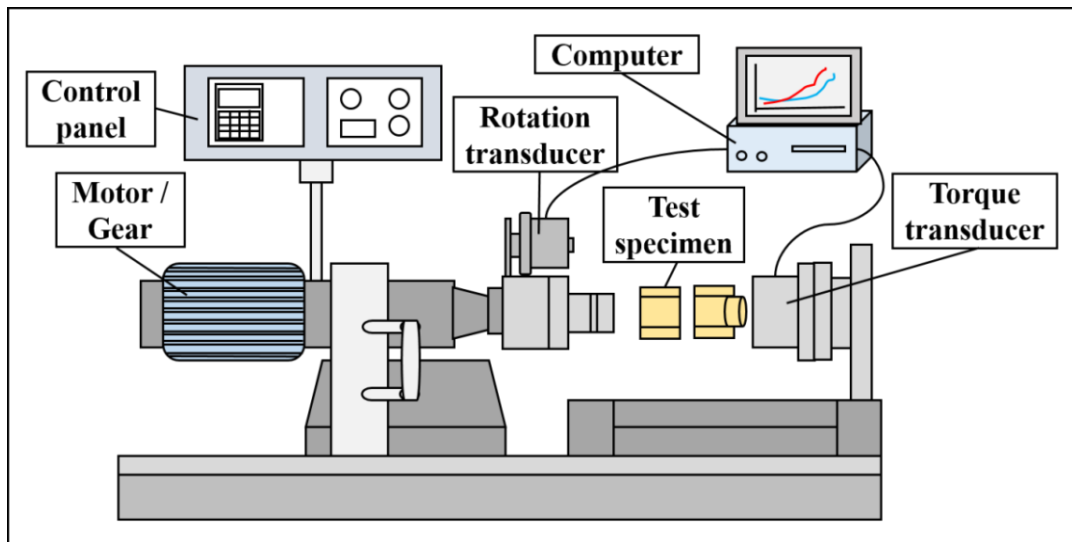 Control
panel
Motor /
Gear
Rotation
transducer
Computer
Test
specimen
Torque
transducer